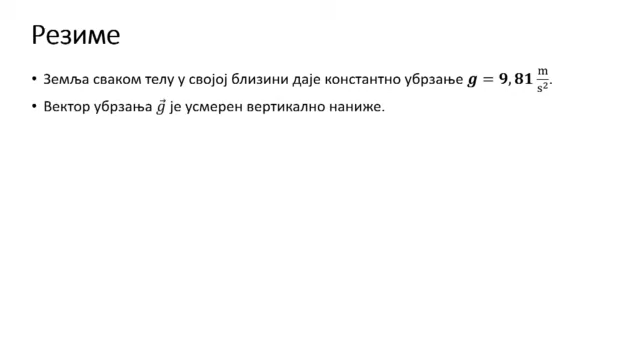 Резиме
• Земља сваком телу у својој близини даје константно убрзање g = 9,81 m/s².
• Вектор убрзања g⃗ је усмерен вертикално наниже.